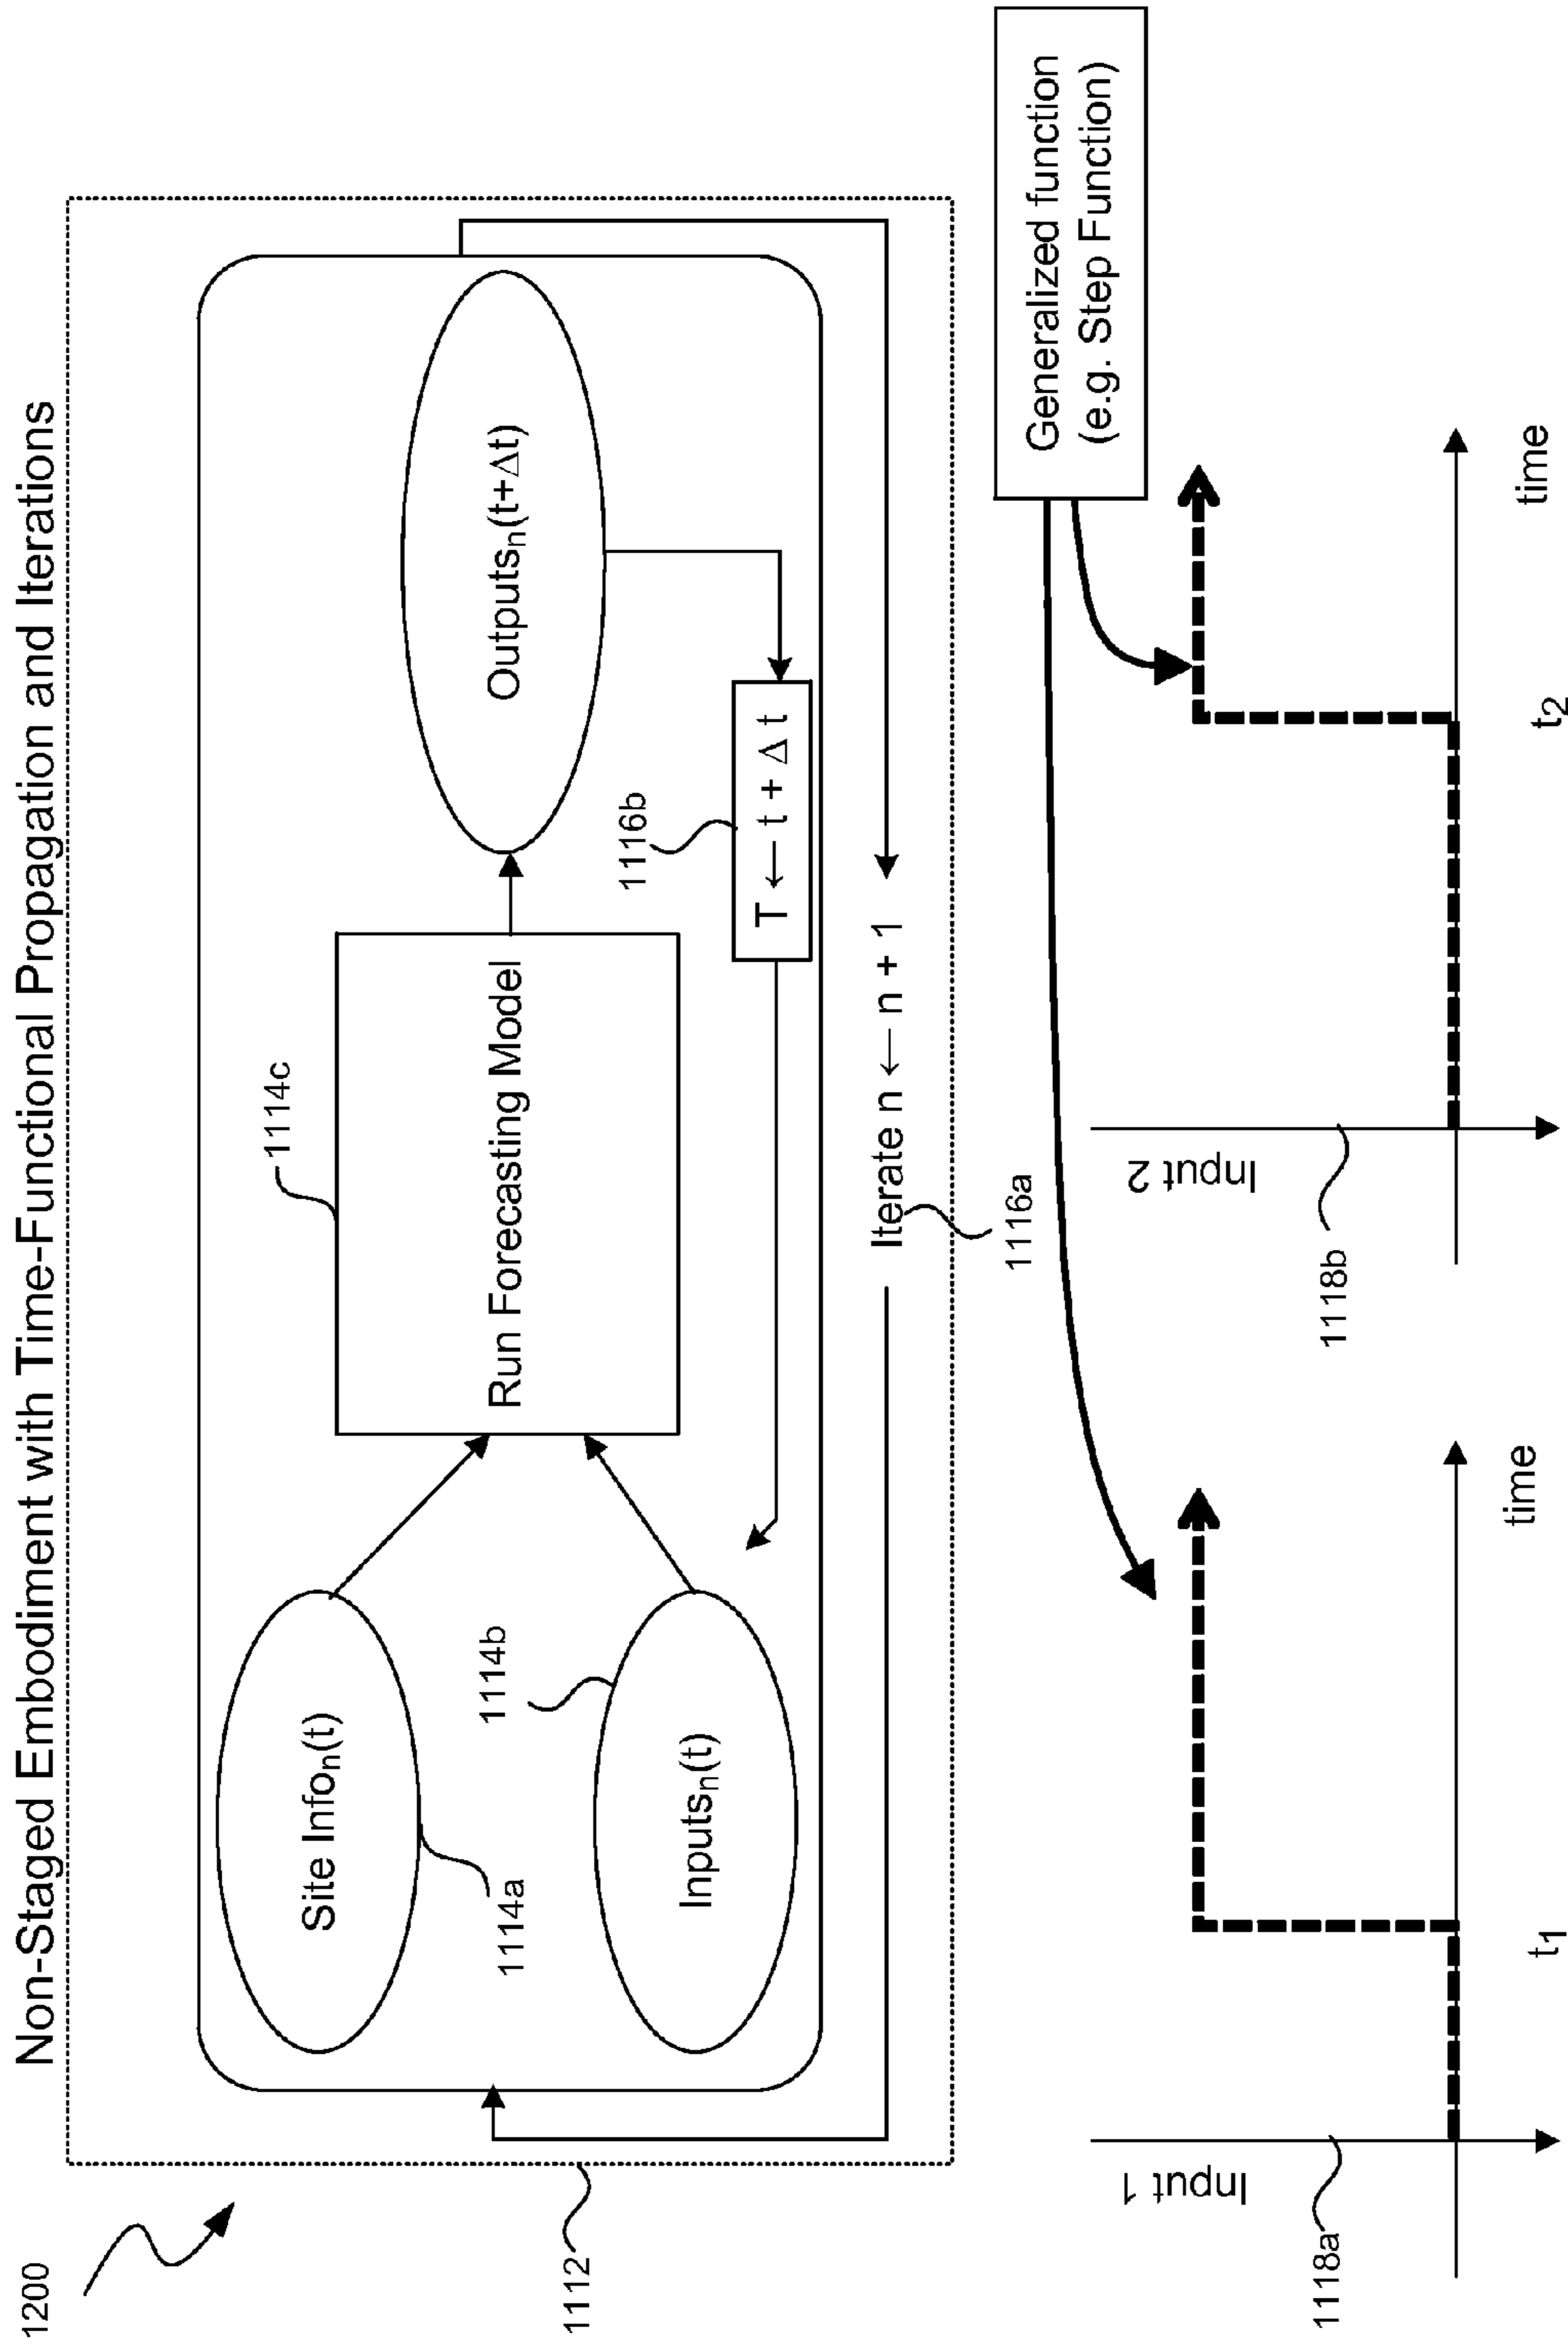 1200
Non-Staged Embodiment with Time-Functional Propagation and Iterations
1112
Site Infoₙ(t)
1114a
Inputsₙ(t)
1114b
1114c
Run Forecasting Model
Outputsₙ(t+Δt)
1116b
T ← t + Δ t
Iterate n ← n + 1
1116a
Generalized function
(e.g. Step Function)
Input 1
1118a
t₁
time
Input 2
1118b
t₂
time